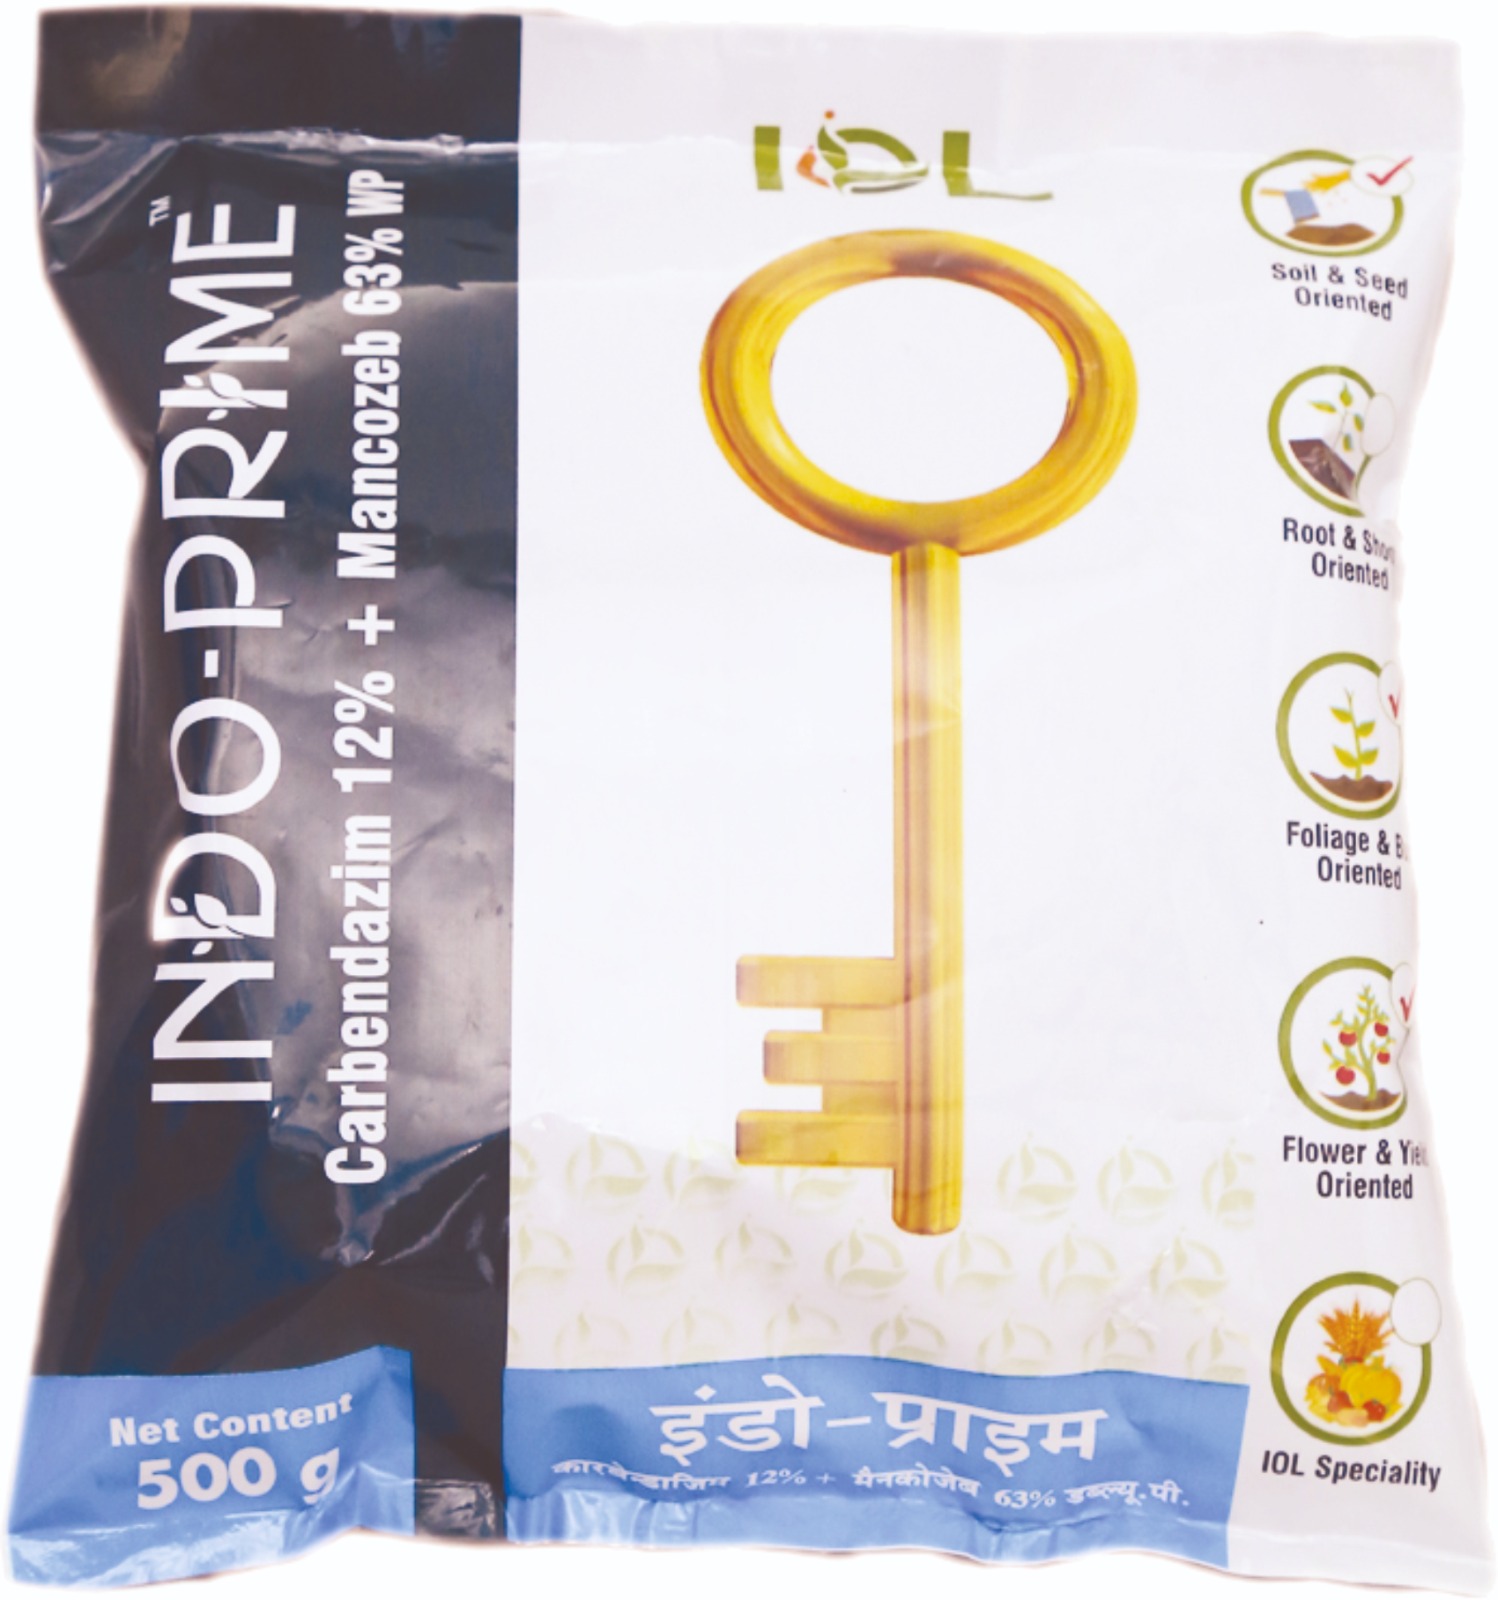 IOL
INDO-PRIME™
Carbendazim 12% + Mancozeb 63% WP
Soil & Seed
Oriented
Root &
Oriented
Foliage &
Oriented
Flower &
Oriented
IOL Speciality
Net Content
500 g
इंडो-प्राइम
कारबेन्डाजिम 12% + मैनकोजेब 63% डब्ल्यू.पी.